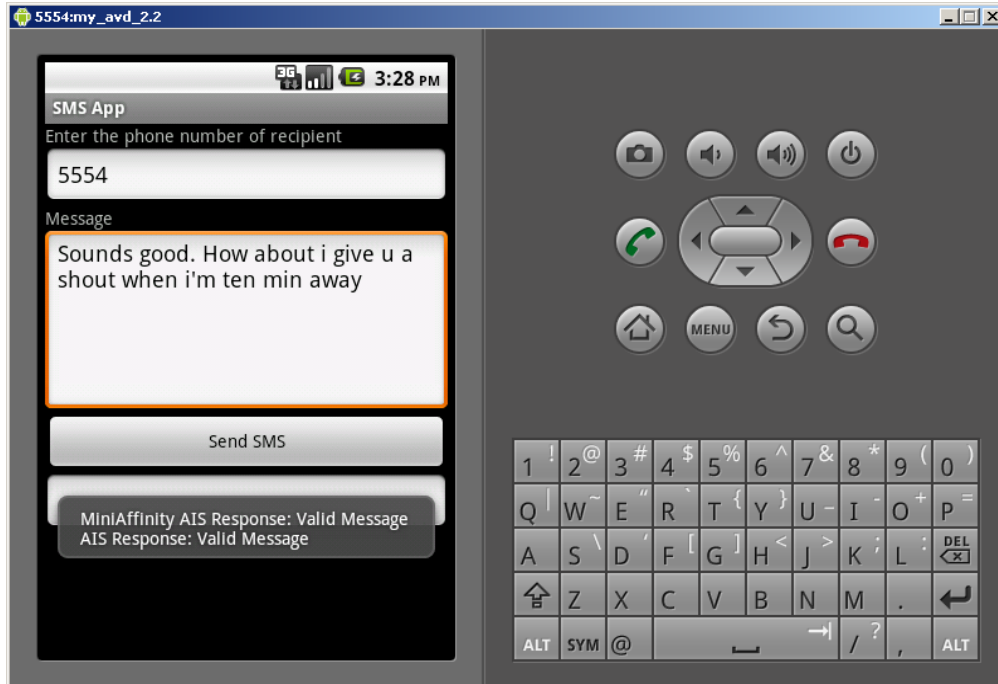 5554:my_avd_2.2
3G 3:28 PM
SMS App
Enter the phone number of recipient
5554
Message
Sounds good. How about i give u a
shout when i'm ten min away
Send SMS
MiniAffinity AIS Response: Valid Message
AIS Response: Valid Message
MENU
1 ! 2 @ 3 # 4 $ 5 % 6 ^ 7 & 8 * 9 ( 0 )
Q | W ~ E " R ` T { Y } U - I - O + P =
A S \ D ' F [ G ] H < J > K ; L : DEL
Z X C V B N M .
ALT SYM @ / ? , ALT